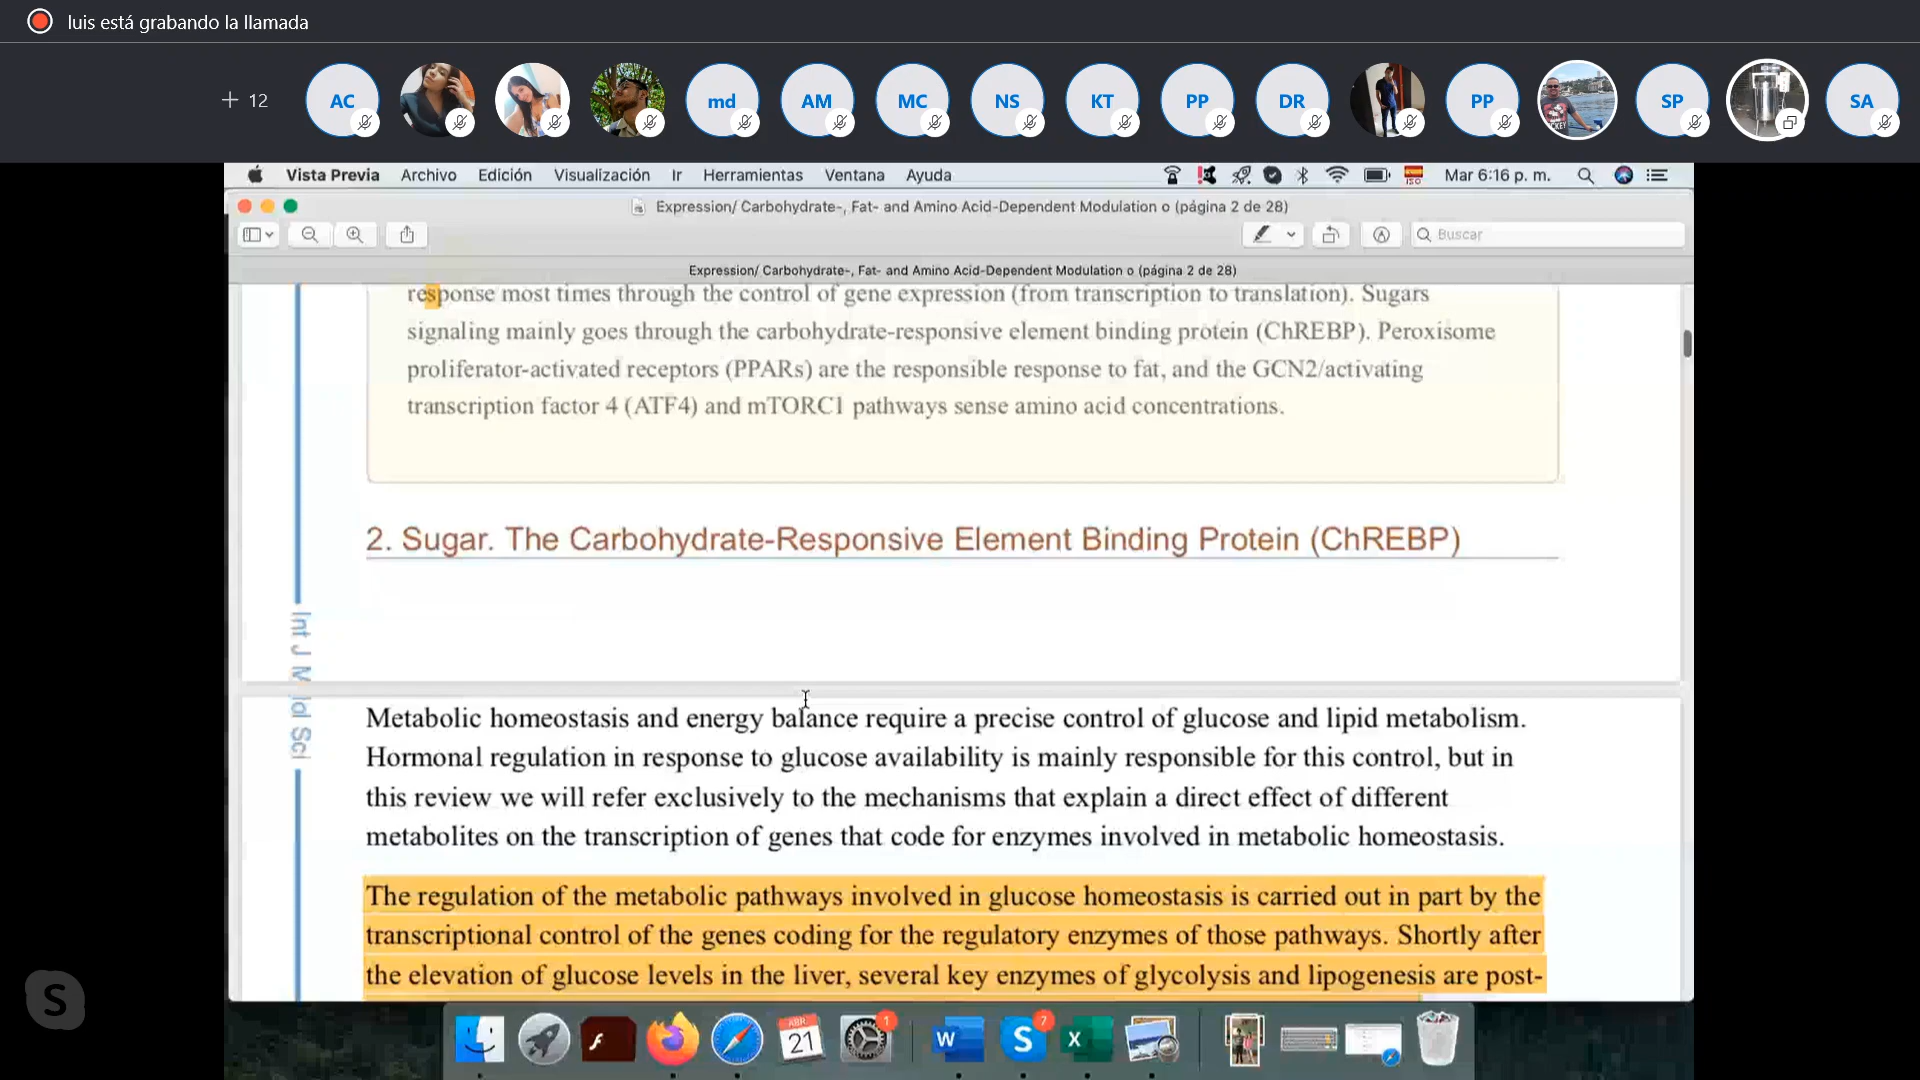 luis está grabando la llamada
+ 12
AC
md
AM
MC
NS
KT
PP
DR
PP
SP
SA
Vista Previa Archivo Edición Visualización Ir Herramientas Ventana Ayuda
ISO
Mar 6:16 p. m.
Expression/ Carbohydrate-, Fat- and Amino Acid-Dependent Modulation o (página 2 de 28)
Buscar
Expression/ Carbohydrate-, Fat- and Amino Acid-Dependent Modulation o (página 2 de 28)
response most times through the control of gene expression (from transcription to translation). Sugars
signaling mainly goes through the carbohydrate-responsive element binding protein (ChREBP). Peroxisome
proliferator-activated receptors (PPARs) are the responsible response to fat, and the GCN2/activating
transcription factor 4 (ATF4) and mTORC1 pathways sense amino acid concentrations.
2. Sugar. The Carbohydrate-Responsive Element Binding Protein (ChREBP)
Int J M
lol Sci
Metabolic homeostasis and energy balance require a precise control of glucose and lipid metabolism.
Hormonal regulation in response to glucose availability is mainly responsible for this control, but in
this review we will refer exclusively to the mechanisms that explain a direct effect of different
metabolites on the transcription of genes that code for enzymes involved in metabolic homeostasis.
The regulation of the metabolic pathways involved in glucose homeostasis is carried out in part by the
transcriptional control of the genes coding for the regulatory enzymes of those pathways. Shortly after
the elevation of glucose levels in the liver, several key enzymes of glycolysis and lipogenesis are post-
S
ABR
21
1
W
S
7
X